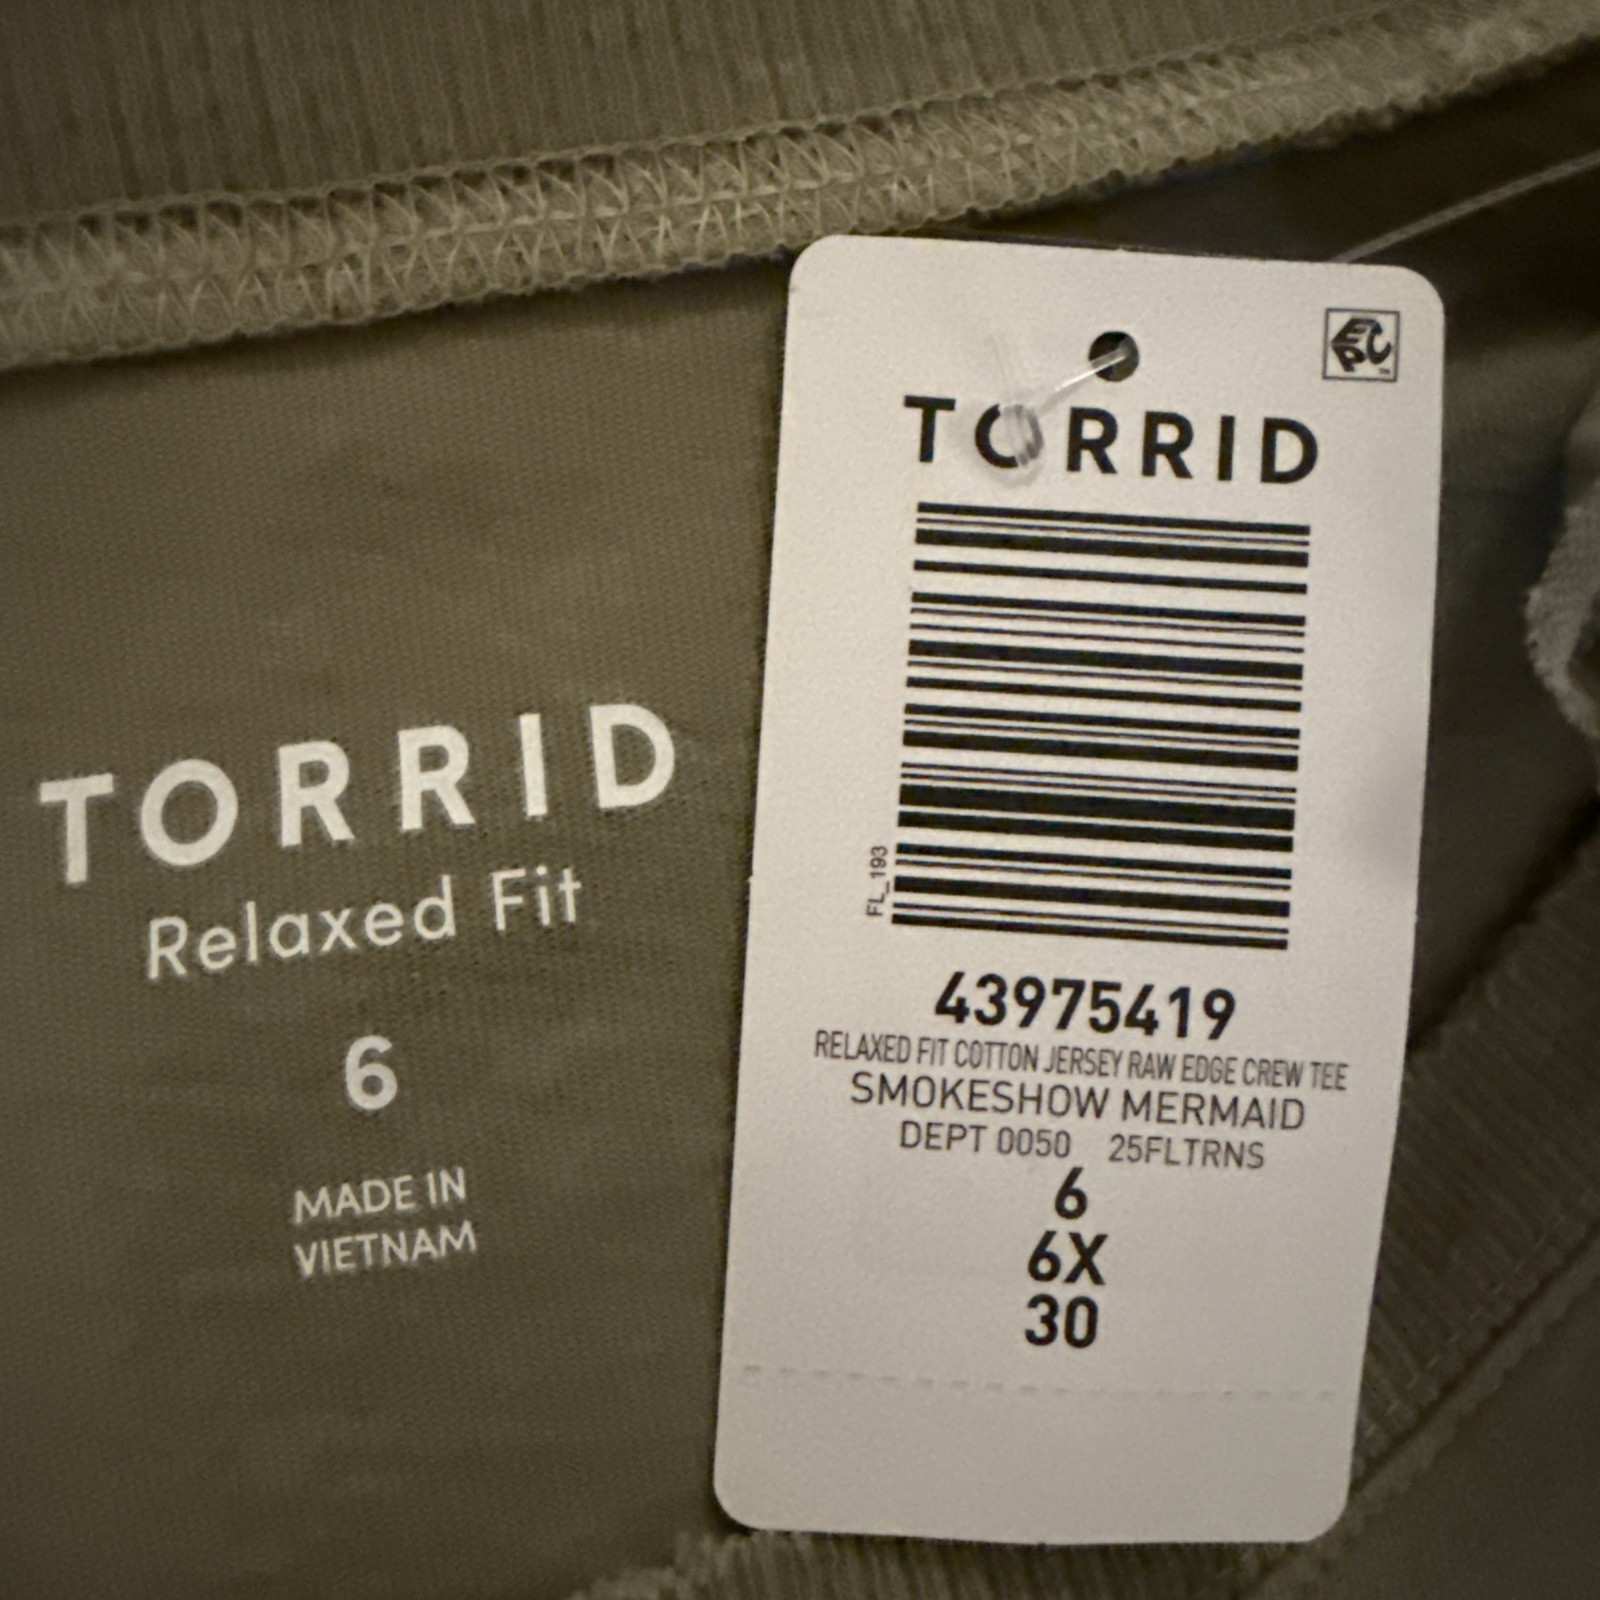 TORRID
Relaxed Fit
6
MADE IN
VIETNAM
EPC
TORRID
FL_193
43975419
RELAXED FIT COTTON JERSEY RAW EDGE CREW TEE
SMOKESHOW MERMAID
DEPT 0050 25FLTRNS
6
6X
30